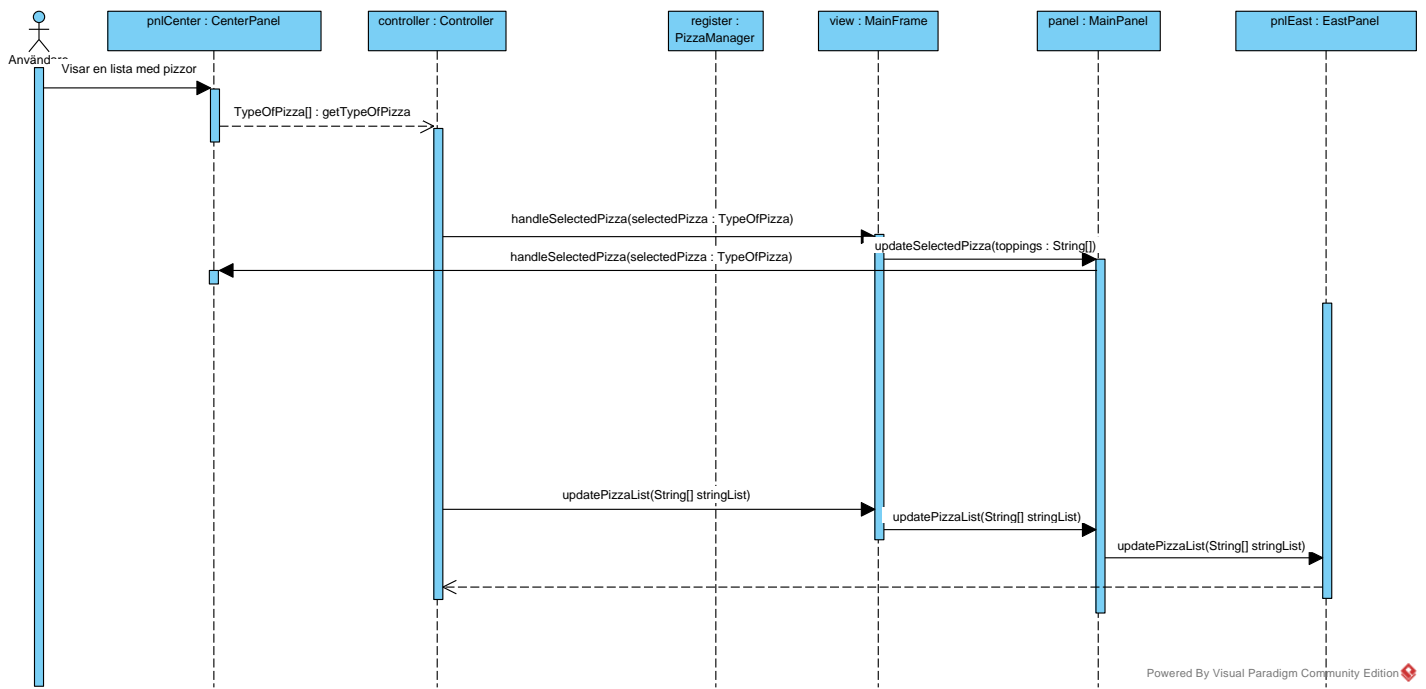 pnlCenter : CenterPanel
controller : Controller
register :
PizzaManager
view : MainFrame
panel : MainPanel
pnlEast : EastPanel
Visar en lista med pizzor
TypeOfPizza[] : getTypeOfPizza
handleSelectedPizza(selectedPizza : TypeOfPizza)
updateSelectedPizza(toppings : String[])
handleSelectedPizza(selectedPizza : TypeOfPizza)
updatePizzaList(String[] stringList)
updatePizzaList(String[] stringList)
updatePizzaList(String[] stringList)
Powered By Visual Paradigm Community Edition